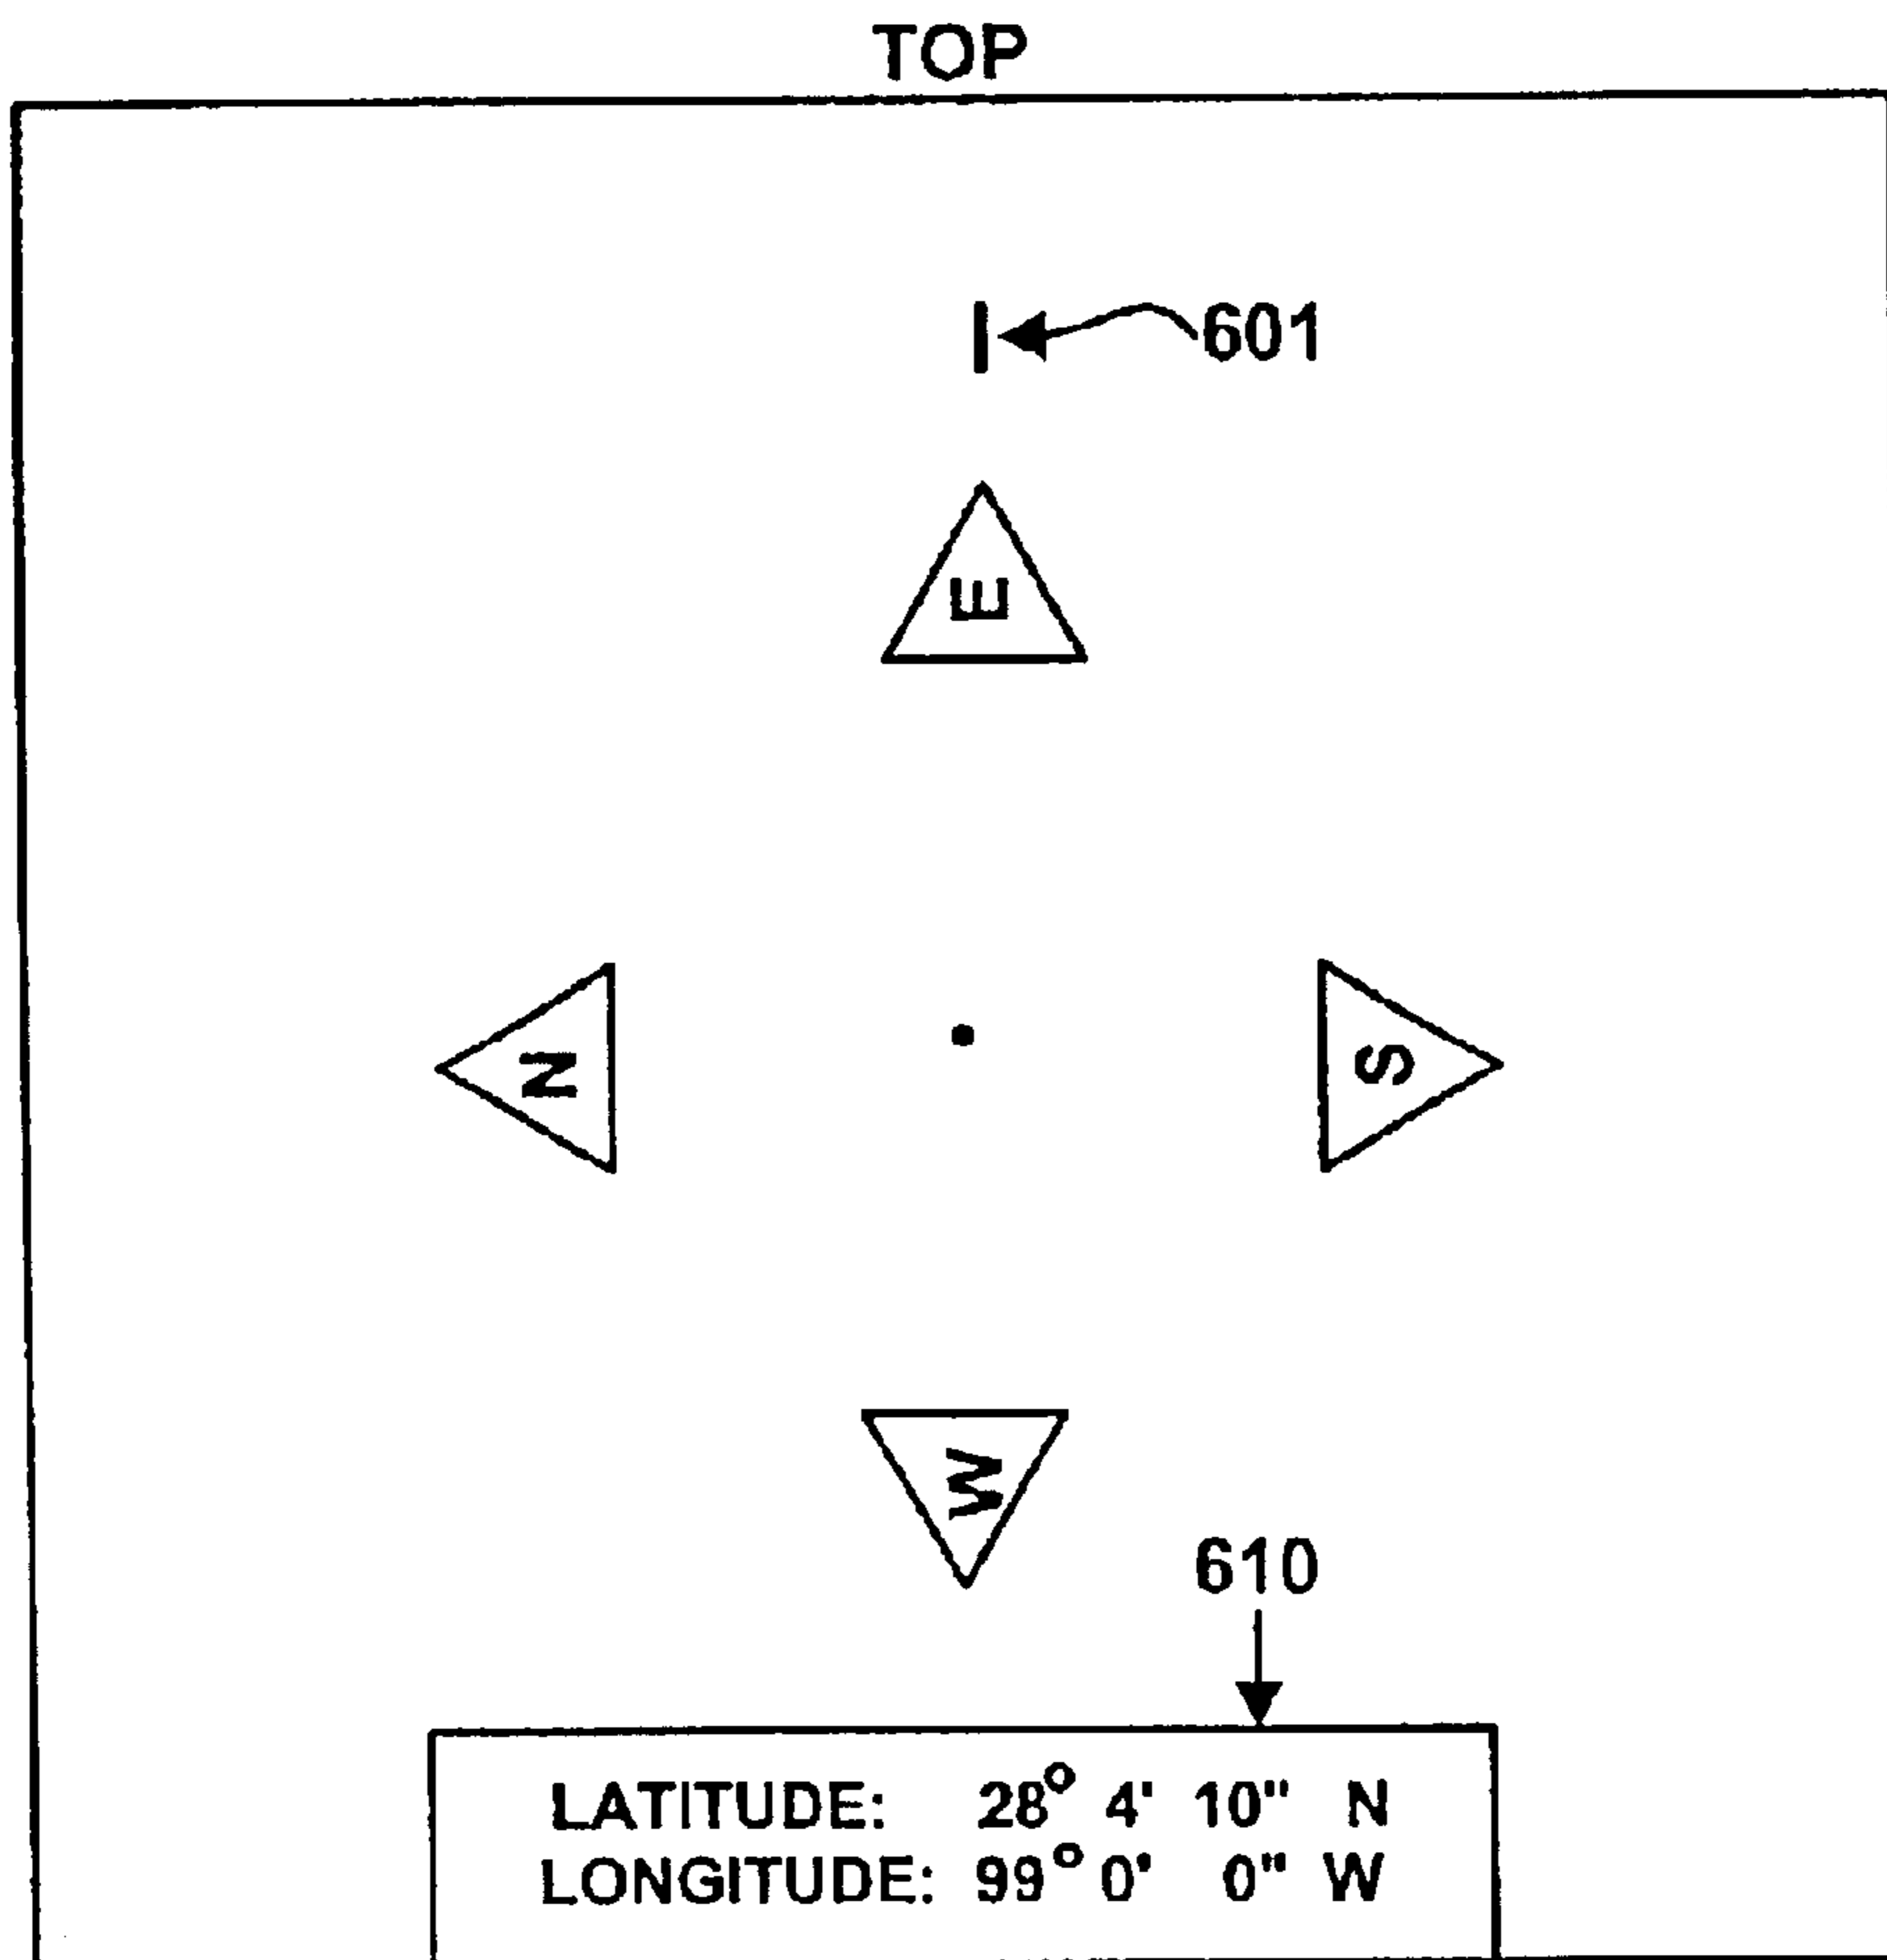 TOP
601
E
N
S
W
610
LATITUDE: 28° 4' 10" N
LONGITUDE: 99° 0' 0" W